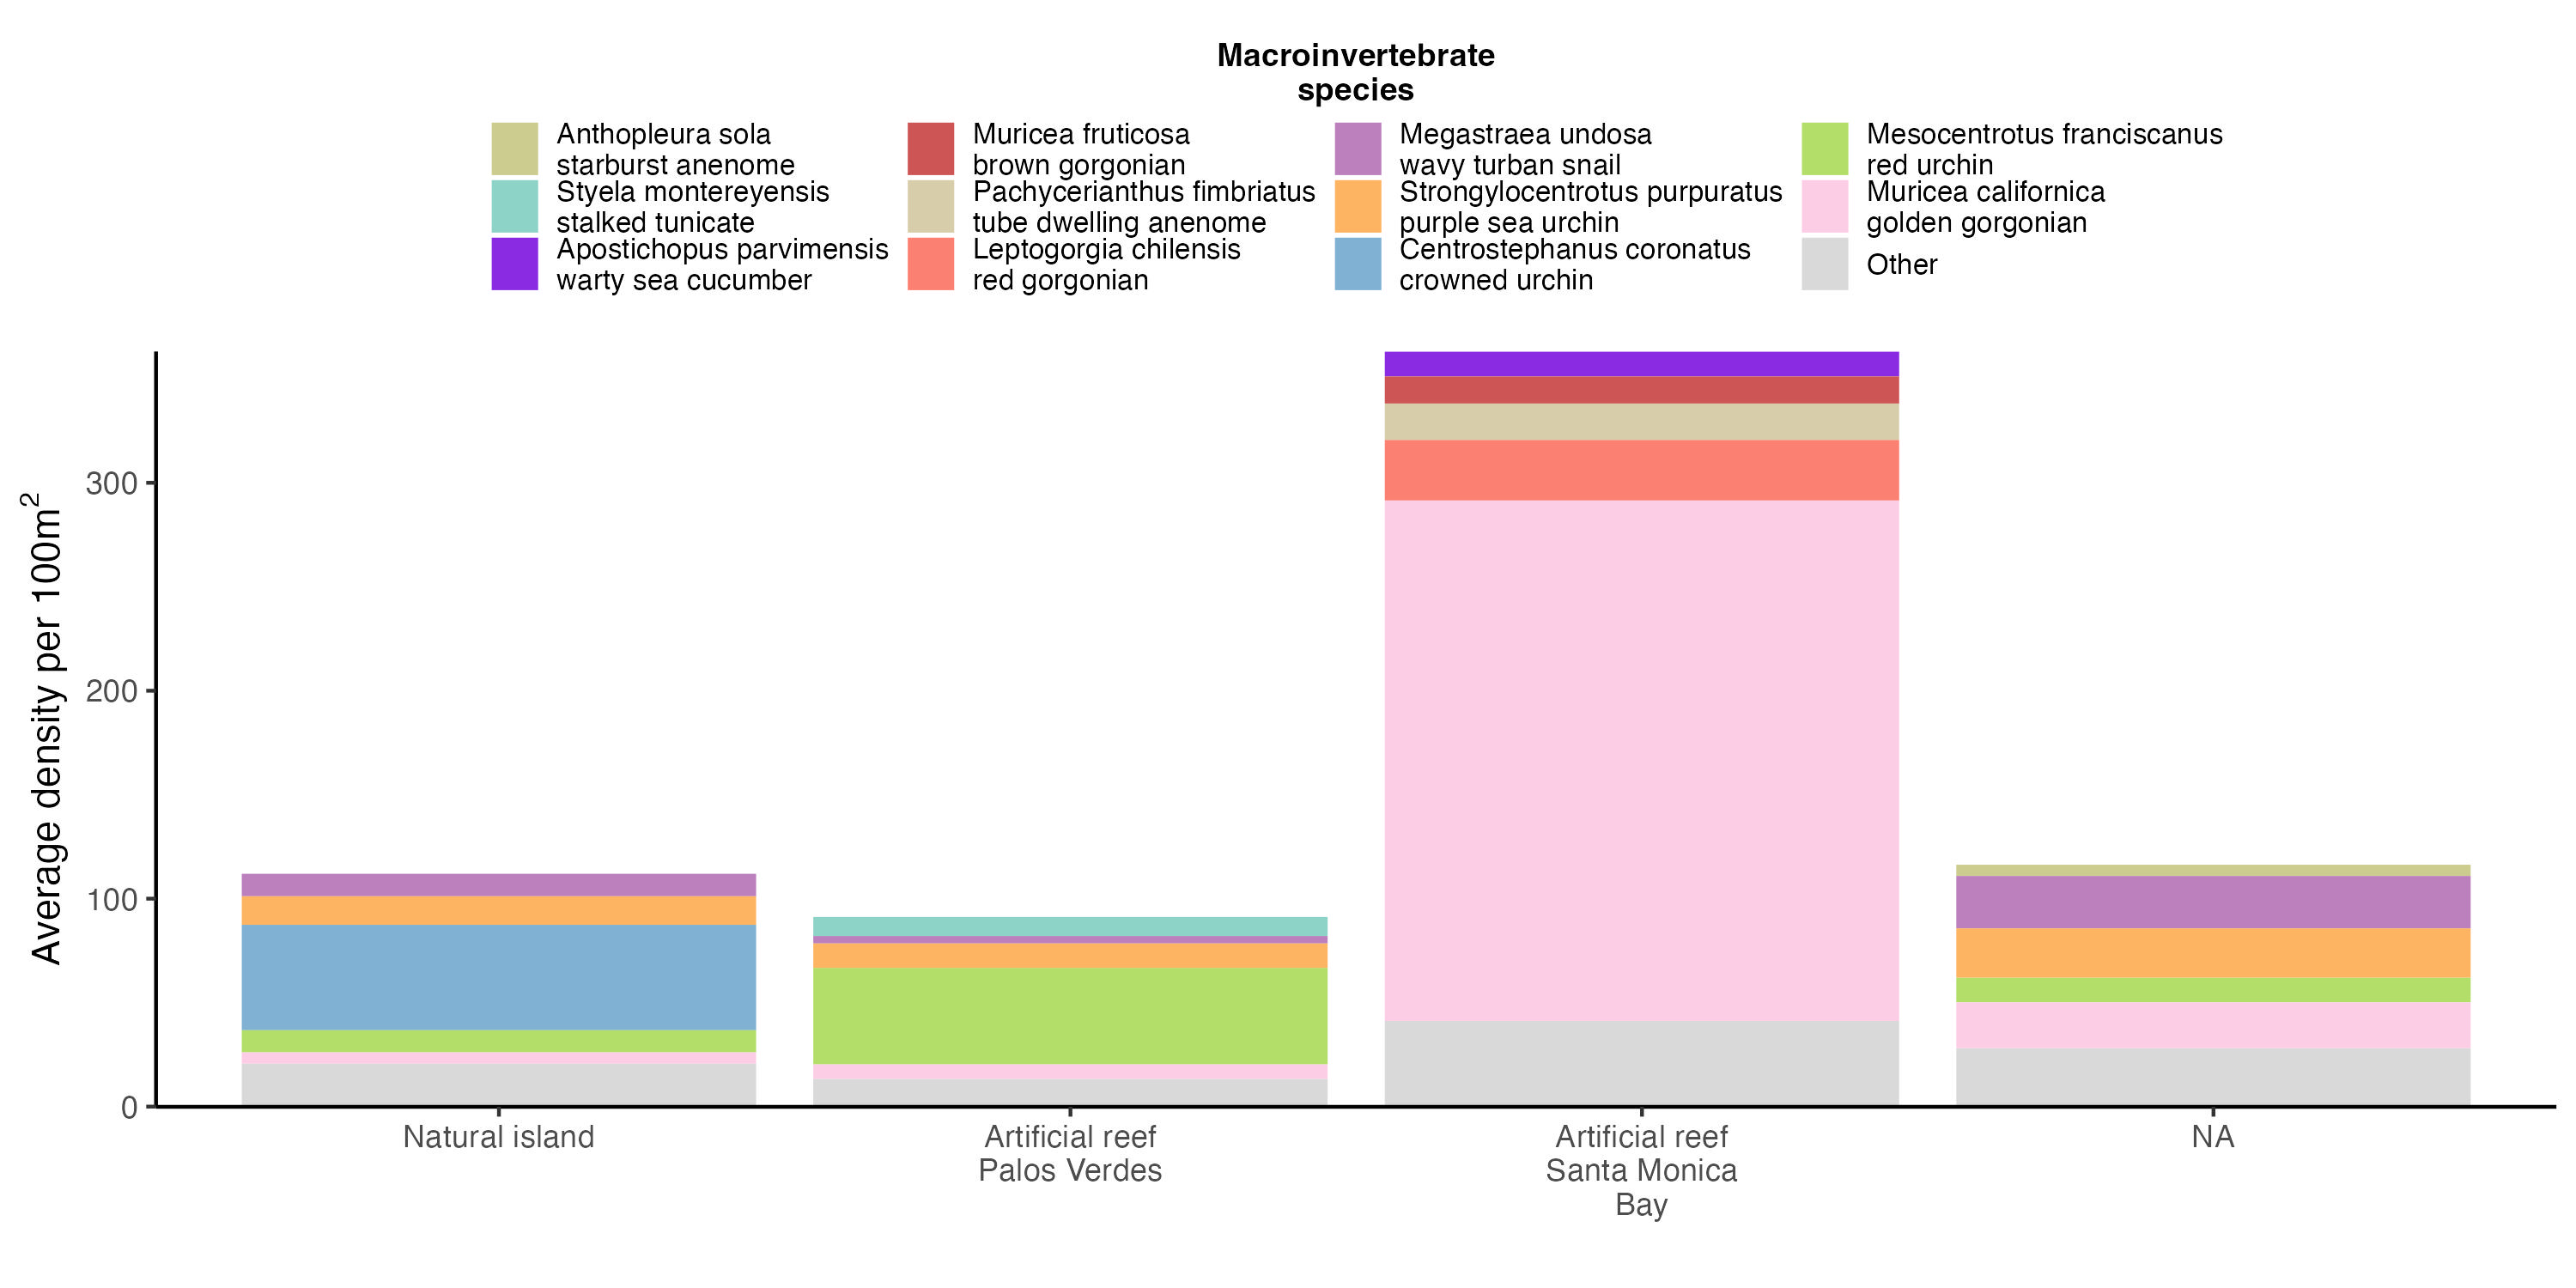 Macroinvertebrate
species
Anthopleura sola
starburst anenome
Styela montereyensis
stalked tunicate
Apostichopus parvimensis
warty sea cucumber
Muricea fruticosa
brown gorgonian
Pachycerianthus fimbriatus
tube dwelling anenome
Leptogorgia chilensis
red gorgonian
Megastraea undosa
wavy turban snail
Strongylocentrotus purpuratus
purple sea urchin
Centrostephanus coronatus
crowned urchin
Mesocentrotus franciscanus
red urchin
Muricea californica
golden gorgonian
Other
Average density per 100m²
300
200
100
0
Natural island
Artificial reef
Palos Verdes
Artificial reef
Santa Monica
Bay
NA